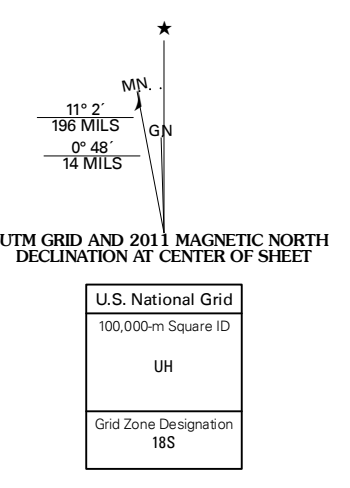 ★
MN
11° 2´
196 MILS
GN
0° 48´
14 MILS
UTM GRID AND 2011 MAGNETIC NORTH
DECLINATION AT CENTER OF SHEET
U.S. National Grid
100,000-m Square ID
UH
Grid Zone Designation
18S